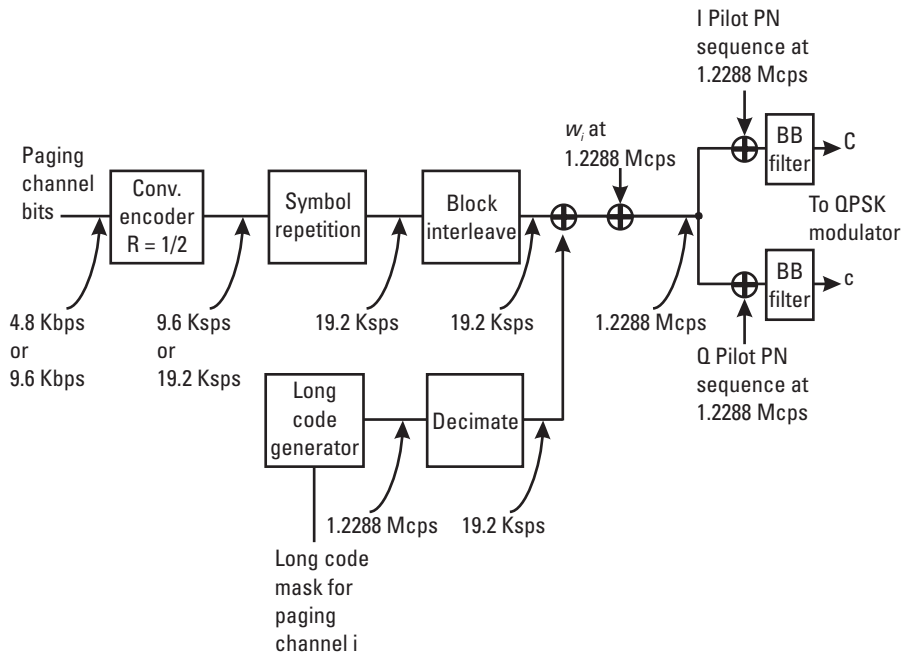 I Pilot PN
sequence at
1.2288 Mcps
wᵢ at
1.2288 Mcps
BB
filter
C
Paging
channel
bits
Conv.
encoder
R = 1/2
Symbol
repetition
Block
interleave
To QPSK
modulator
BB
filter
c
4.8 Kbps
or
9.6 Kbps
9.6 Ksps
or
19.2 Ksps
19.2 Ksps
19.2 Ksps
1.2288 Mcps
Q Pilot PN
sequence at
1.2288 Mcps
Long
code
generator
Decimate
1.2288 Mcps
19.2 Ksps
Long code
mask for
paging
channel i